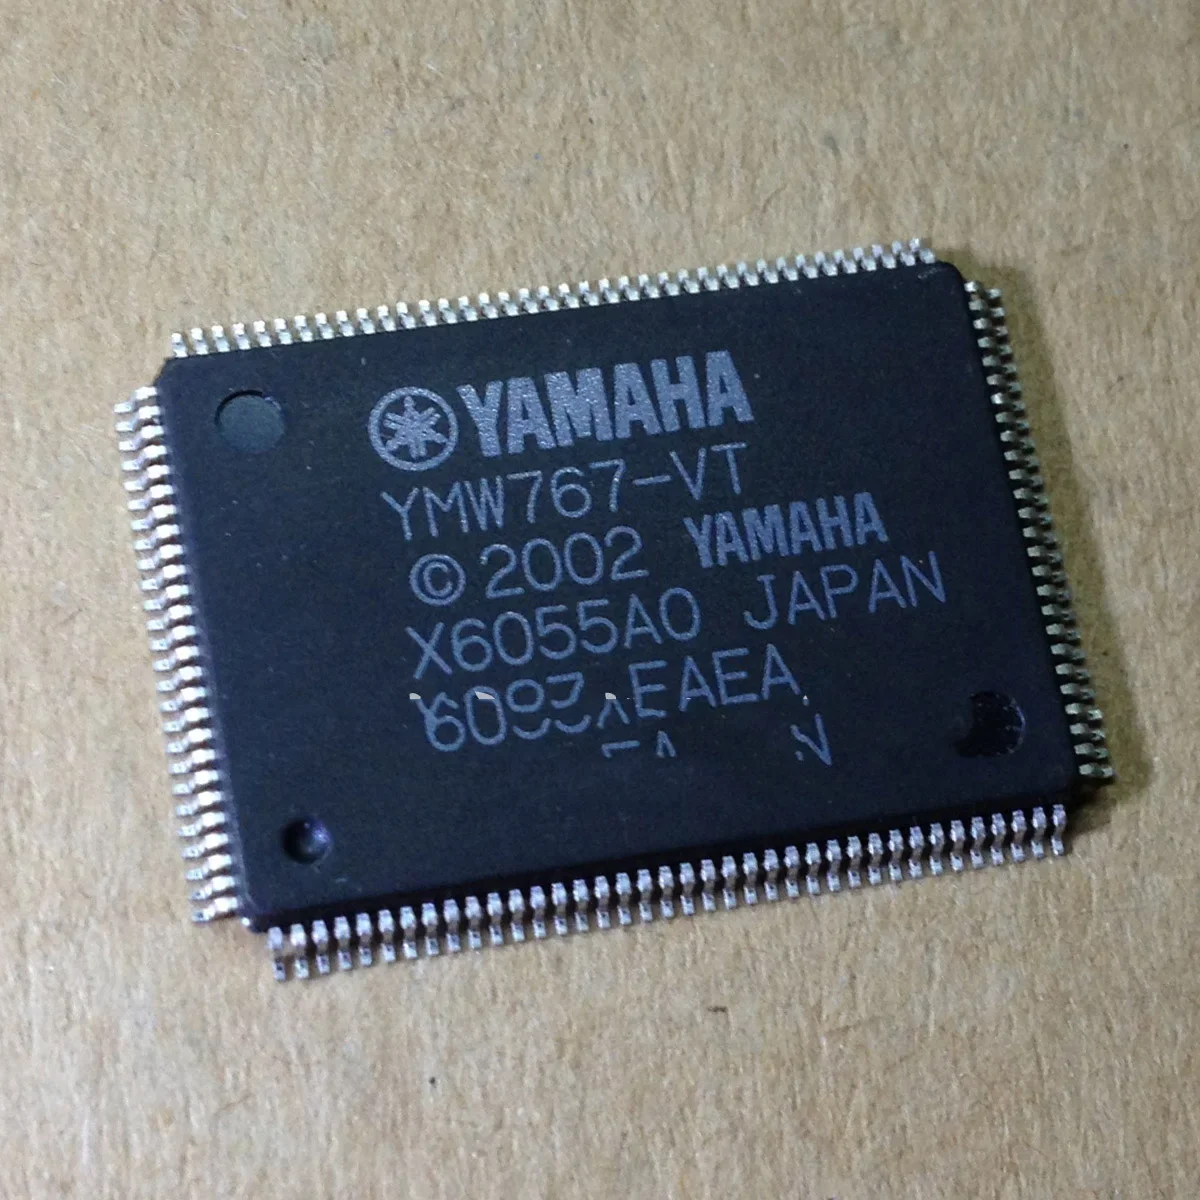 YAMAHA
YMW767-VT
© 2002 YAMAHA
X6055A0 JAPAN